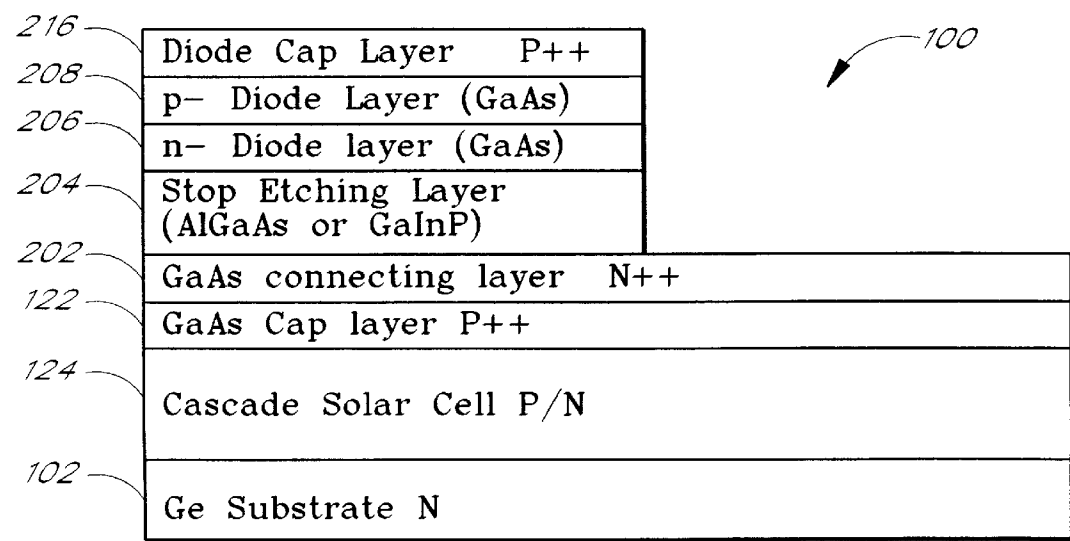 216 Diode Cap Layer P++
100
208 p- Diode Layer (GaAs)
206 n- Diode layer (GaAs)
204 Stop Etching Layer
(AlGaAs or GaInP)
202 GaAs connecting layer N++
122 GaAs Cap layer P++
124 Cascade Solar Cell P/N
102 Ge Substrate N